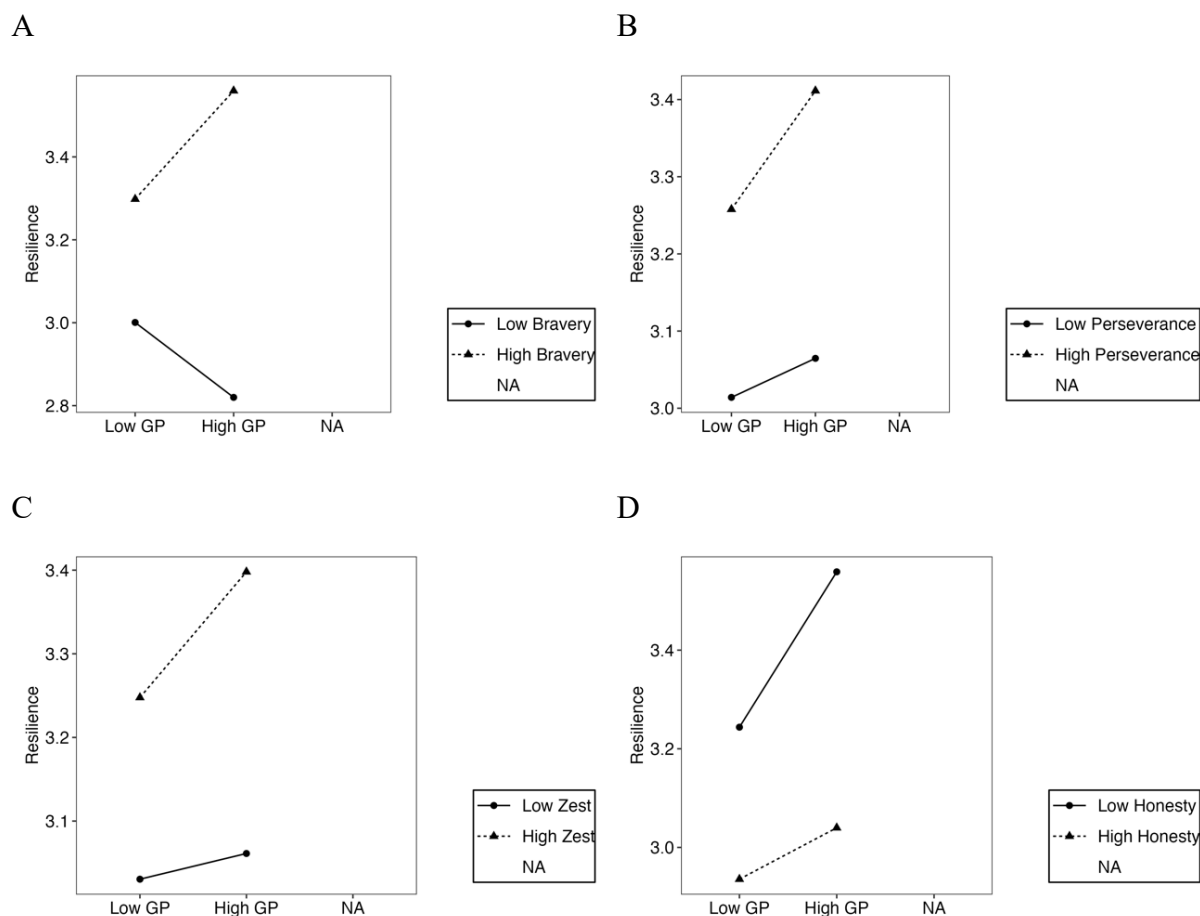 A
3.4
3.2
3.0
2.8
Resilience
Low GP High GP NA
Low Bravery
High Bravery
NA
B
3.4
3.3
3.2
3.1
3.0
Resilience
Low GP High GP NA
Low Perseverance
High Perseverance
NA
C
3.4
3.3
3.2
3.1
Resilience
Low GP High GP NA
Low Zest
High Zest
NA
D
3.4
3.2
3.0
Resilience
Low GP High GP NA
Low Honesty
High Honesty
NA